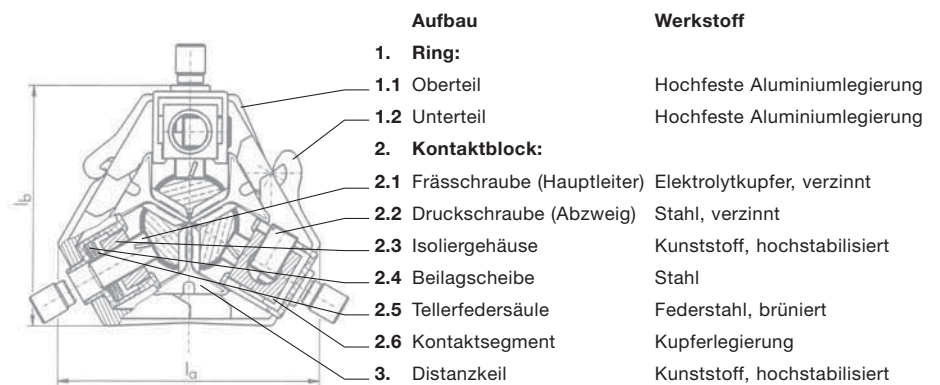 Aufbau Werkstoff
1. Ring:
1.1 Oberteil Hochfeste Aluminiumlegierung
1.2 Unterteil Hochfeste Aluminiumlegierung
2. Kontaktblock:
2.1 Frässchraube (Hauptleiter) Elektrolytkupfer, verzinnt
2.2 Druckschraube (Abzweig) Stahl, verzinnt
2.3 Isoliergehäuse Kunststoff, hochstabilisiert
2.4 Beilagscheibe Stahl
2.5 Tellerfedersäule Federstahl, brüniert
2.6 Kontaktsegment Kupferlegierung
3. Distanzkeil Kunststoff, hochstabilisiert
lb
la